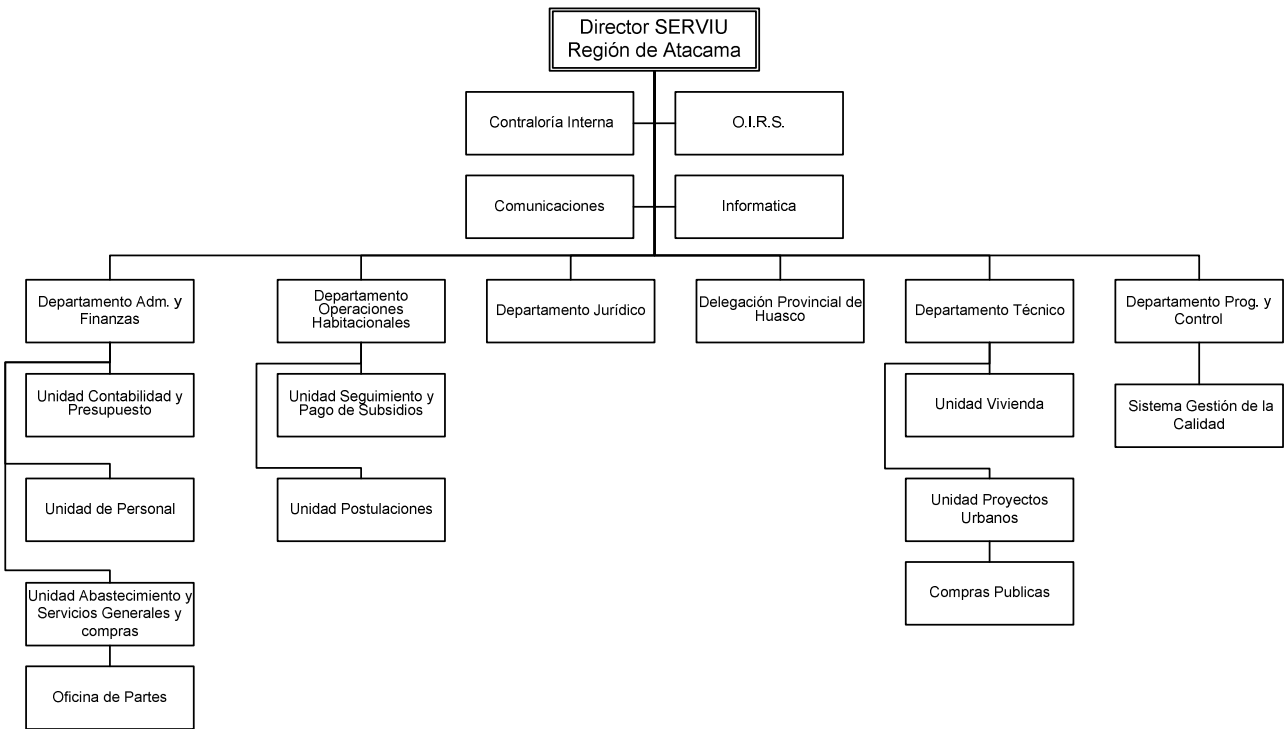 Director SERVIU
Región de Atacama
Contraloría Interna
O.I.R.S.
Comunicaciones
Informatica
Departamento Adm. y
Finanzas
Departamento
Operaciones
Habitacionales
Departamento Jurídico
Delegación Provincial de
Huasco
Departamento Técnico
Departamento Prog. y
Control
Unidad Contabilidad y
Presupuesto
Unidad Seguimiento y
Pago de Subsidios
Unidad Vivienda
Sistema Gestión de la
Calidad
Unidad de Personal
Unidad Postulaciones
Unidad Proyectos
Urbanos
Unidad Abastecimiento y
Servicios Generales y
compras
Compras Publicas
Oficina de Partes